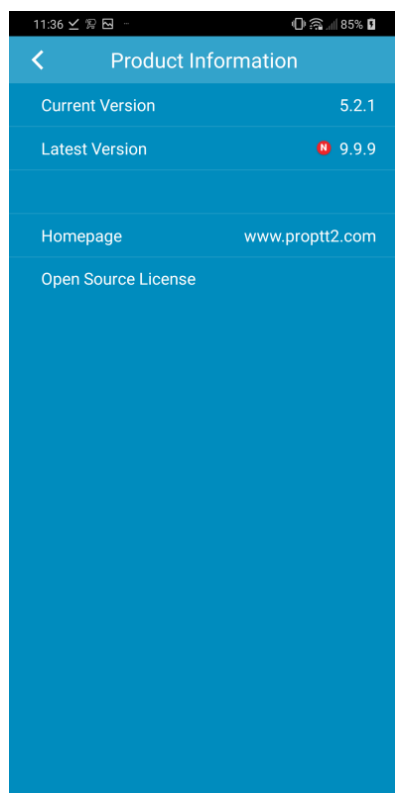 11:36 85%
Product Information
Current Version 5.2.1
Latest Version N 9.9.9
Homepage www.proptt2.com
Open Source License